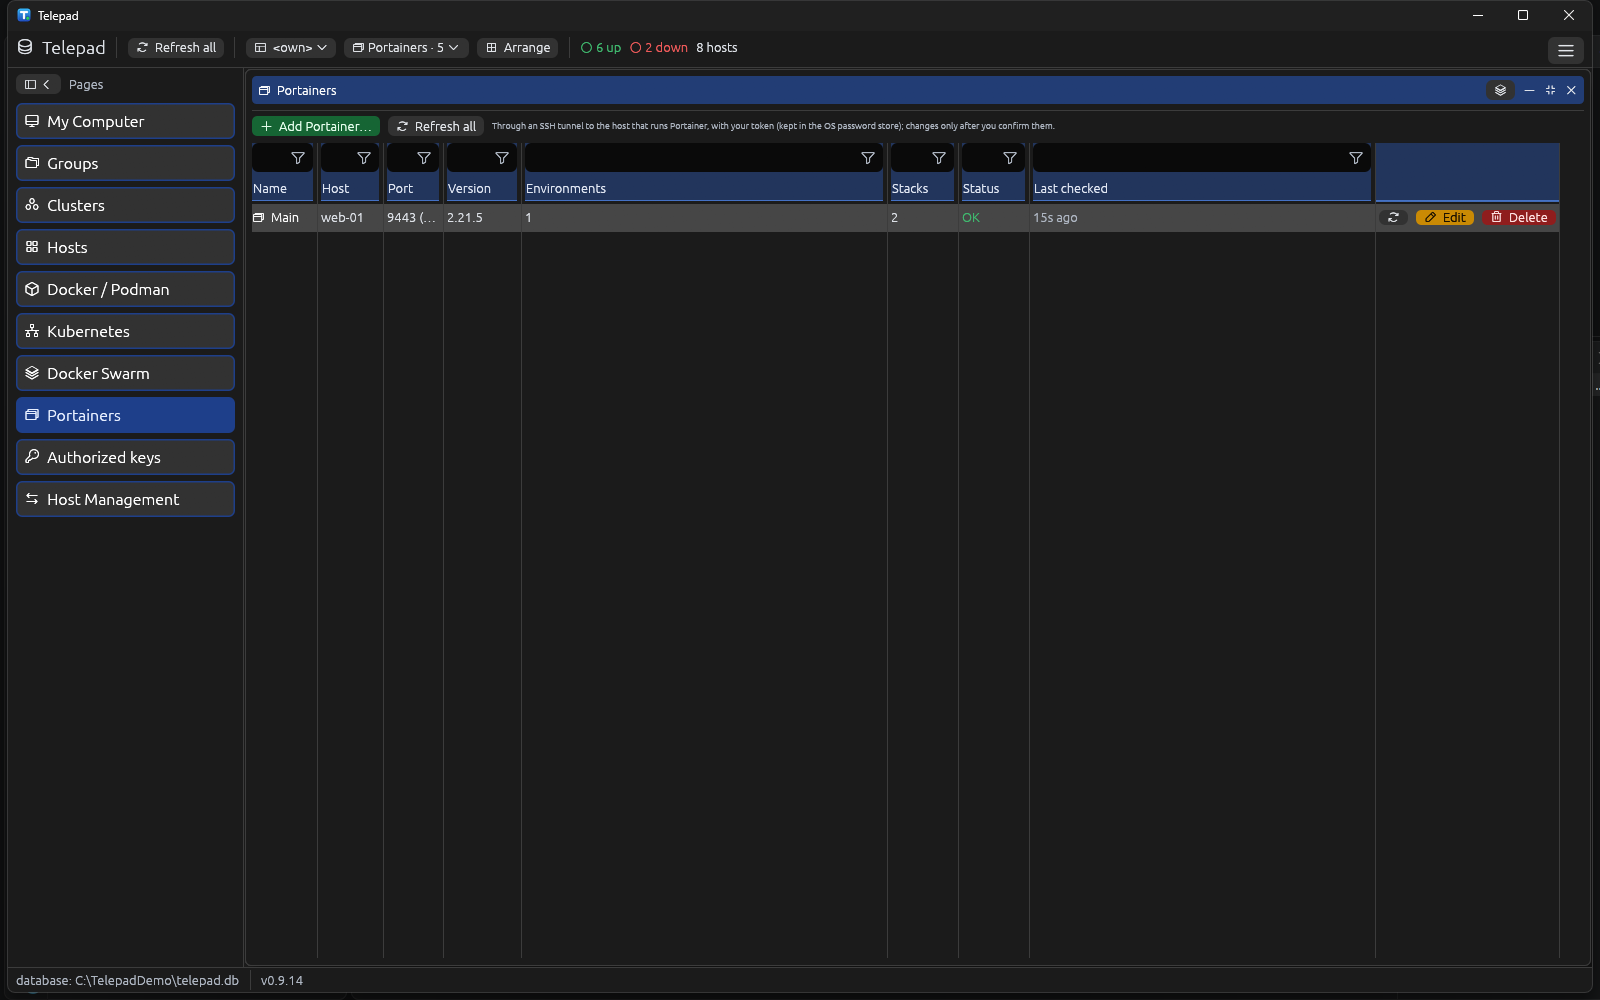 Telepad
Telepad
Refresh all
<own>
Portainers · 5
Arrange
6 up
2 down
8 hosts
Pages
My Computer
Groups
Clusters
Hosts
Docker / Podman
Kubernetes
Docker Swarm
Portainers
Authorized keys
Host Management
Portainers
Add Portainer...
Refresh all
Through an SSH tunnel to the host that runs Portainer, with your token (kept in the OS password store); changes only after you confirm them.
Name Host Port Version Environments Stacks Status Last checked
Main web-01 9443 (... 2.21.5 1 2 OK 15s ago Edit Delete
database: C:\TelepadDemo\telepad.db
v0.9.14